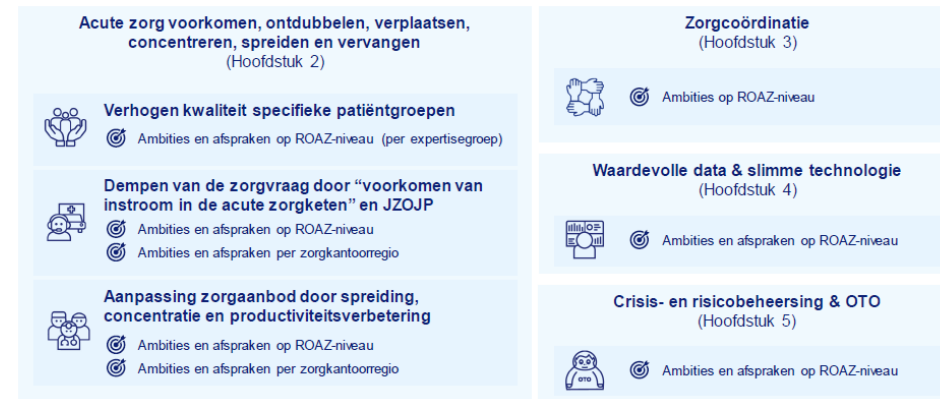 Acute zorg voorkomen, ontdubbelen, verplaatsen,
concentreren, spreiden en vervangen
(Hoofdstuk 2)
Verhogen kwaliteit specifieke patiëntgroepen
Ambities en afspraken op ROAZ-niveau (per expertisegroep)
Dempen van de zorgvraag door “voorkomen van
instroom in de acute zorgketen” en JZOJP
Ambities en afspraken op ROAZ-niveau
Ambities en afspraken per zorgkantoorregio
Aanpassing zorgaanbod door spreiding,
concentratie en productiviteitsverbetering
Ambities en afspraken op ROAZ-niveau
Ambities en afspraken per zorgkantoorregio
Zorgcoördinatie
(Hoofdstuk 3)
Ambities op ROAZ-niveau
Waardevolle data & slimme technologie
(Hoofdstuk 4)
Ambities en afspraken op ROAZ-niveau
Crisis- en risicobeheersing & OTO
(Hoofdstuk 5)
OTO
Ambities en afspraken op ROAZ-niveau